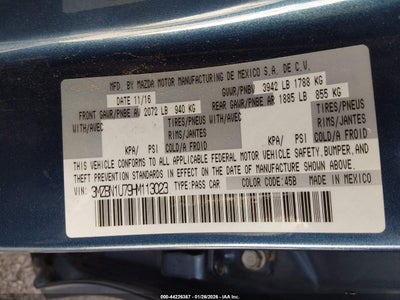 MFD. BY MAZDA MOTOR MANUFACTURING DE MEXICO S.A. DE C.V.
DATE 11/16 GVWR/PNBV 3942 LB 1788 KG
FRONT GAWR/PNBE AV 2072 LB 940 KG REAR GAWR/PNBE AR 1885 LB 855 KG
WITH/AVEC TIRES/PNEUS WITH/AVEC TIRES/PNEUS
RIMS/JANTES RIMS/JANTES
KPA/ PSI COLD/A FROID KPA/ PSI COLD/A FROID
THIS VEHICLE CONFORMS TO ALL APPLICABLE FEDERAL MOTOR VEHICLE SAFETY, BUMPER, AND
THEFT PREVENTION STANDARDS IN EFFECT ON THE DATE OF MANUFACTURE SHOWN ABOVE.
VIN: 3MZBN1U79HM113023 TYPE: PASS CAR COLOR CODE: 45B MADE IN MEXICO
000-44226367 - 01/26/2026 - IAA Holdings, LLC